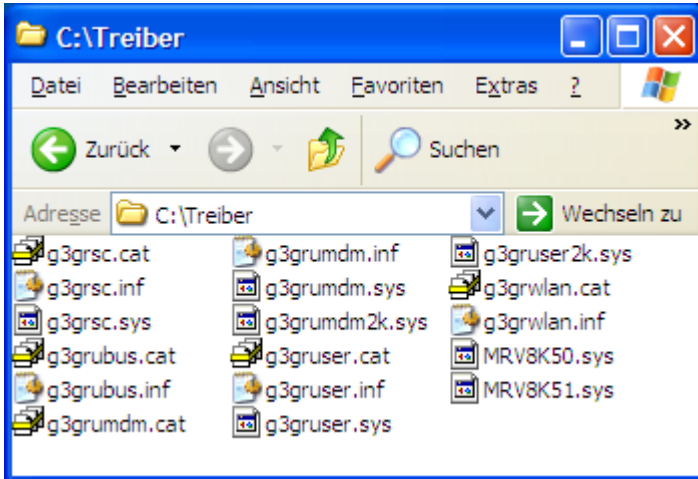 C:\Treiber
Datei Bearbeiten Ansicht Favoriten Extras ?
Zurück Suchen »
Adresse C:\Treiber Wechseln zu
g3grsc.cat g3grumdm.inf g3gruser2k.sys
g3grsc.inf g3grumdm.sys g3grwlan.cat
g3grsc.sys g3grumdm2k.sys g3grwlan.inf
g3grubus.cat g3gruser.cat MRV8K50.sys
g3grubus.inf g3gruser.inf MRV8K51.sys
g3grumdm.cat g3gruser.sys